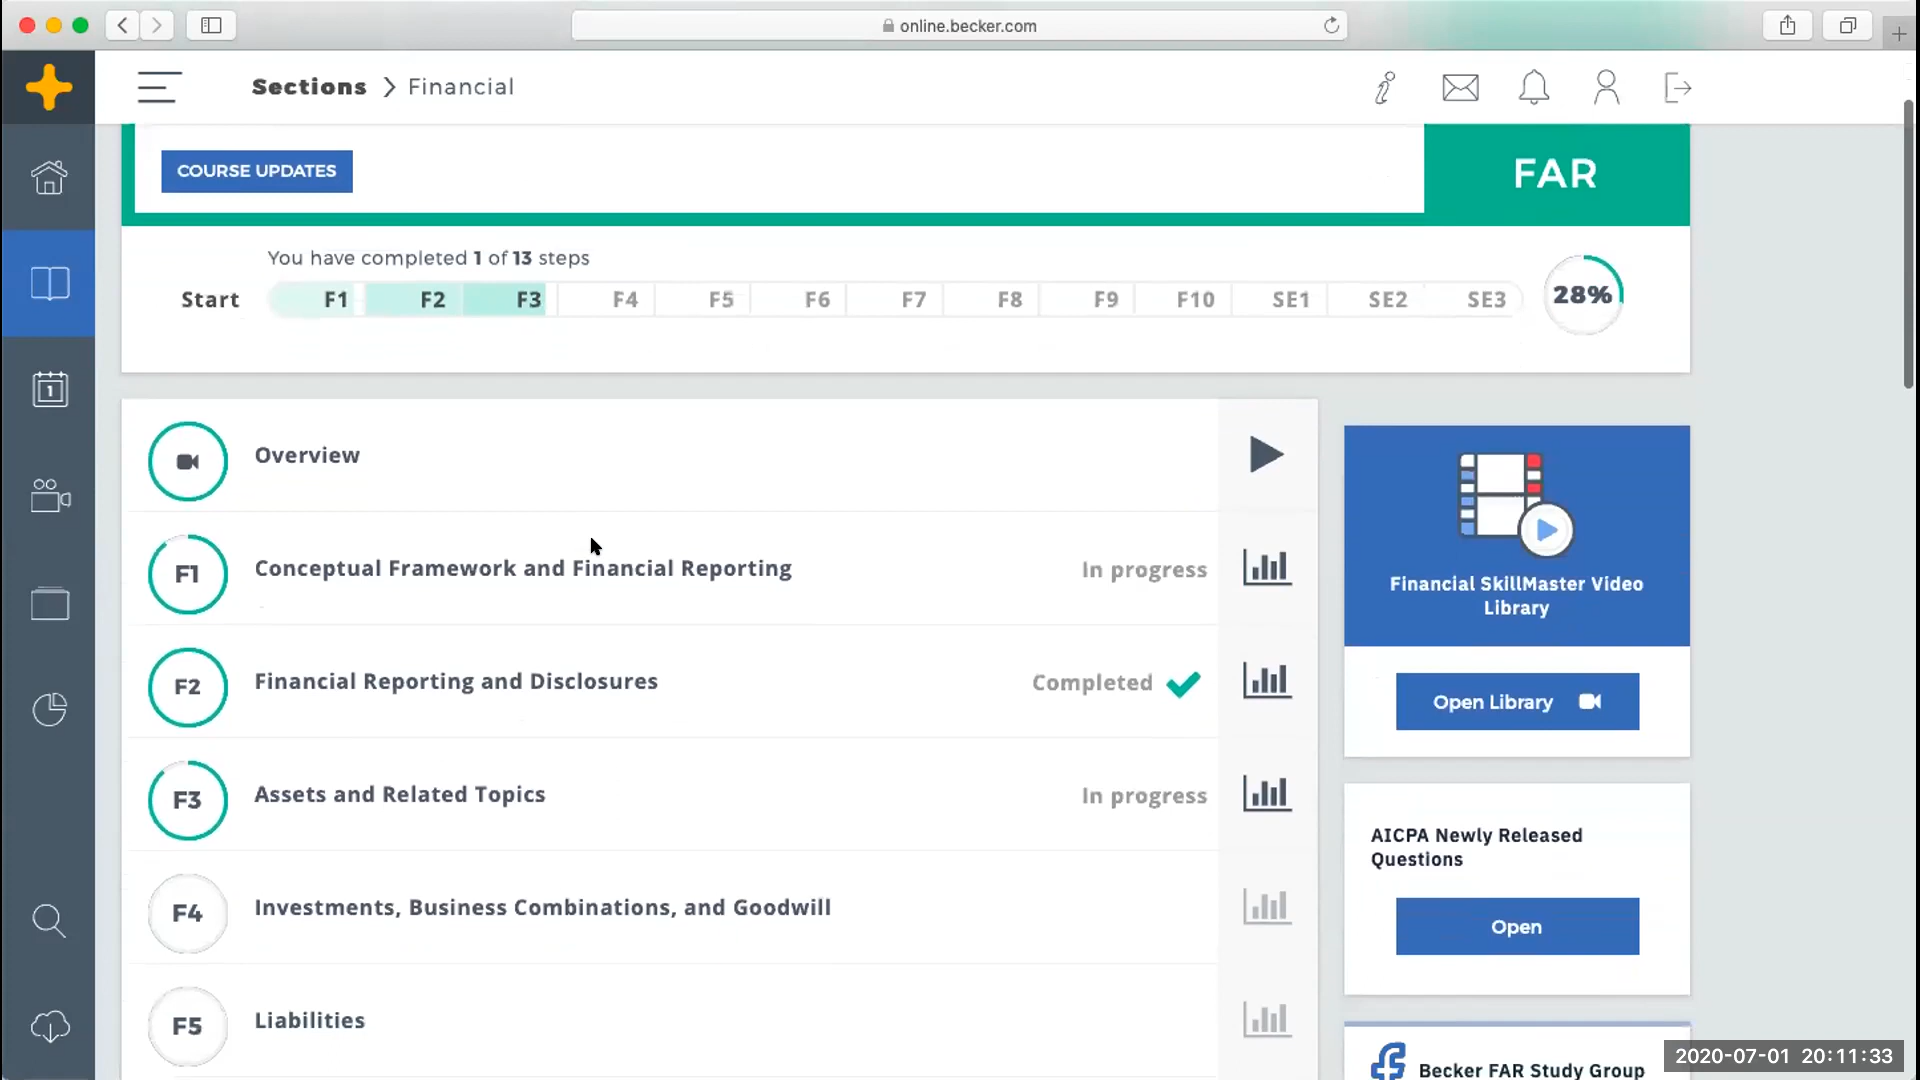 online.becker.com
Sections > Financial
COURSE UPDATES
FAR
You have completed 1 of 13 steps
Start F1 F2 F3 F4 F5 F6 F7 F8 F9 F10 SE1 SE2 SE3 28%
Overview
F1 Conceptual Framework and Financial Reporting In progress
F2 Financial Reporting and Disclosures Completed
F3 Assets and Related Topics In progress
F4 Investments, Business Combinations, and Goodwill
F5 Liabilities
1
Financial SkillMaster Video
Library
Open Library
AICPA Newly Released
Questions
Open
Becker FAR Study Group
2020-07-01 20:11:33